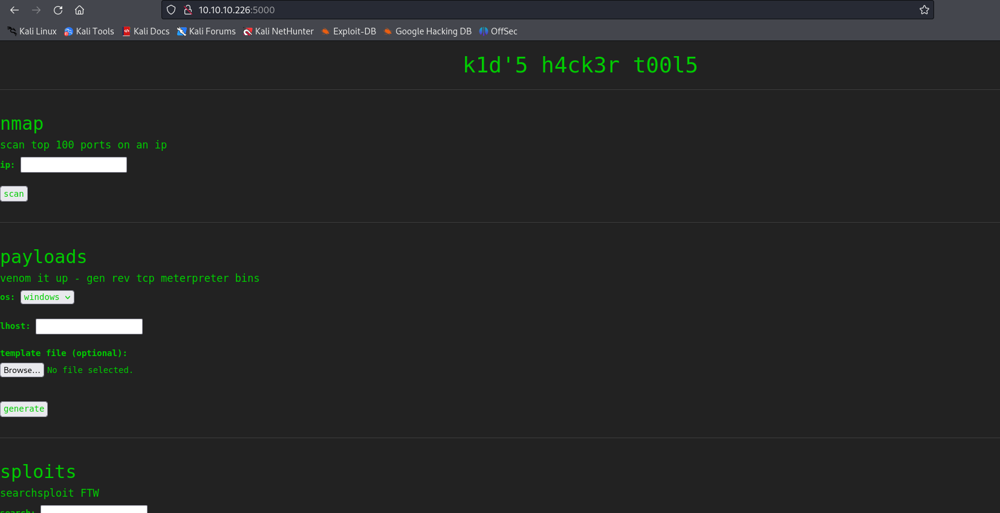 10.10.10.226:5000
Kali Linux Kali Tools Kali Docs Kali Forums Kali NetHunter Exploit-DB Google Hacking DB OffSec
k1d'5 h4ck3r t00l5
nmap
scan top 100 ports on an ip
ip:
scan
payloads
venom it up - gen rev tcp meterpreter bins
os: windows
lhost:
template file (optional):
Browse... No file selected.
generate
sploits
searchsploit FTW
search: